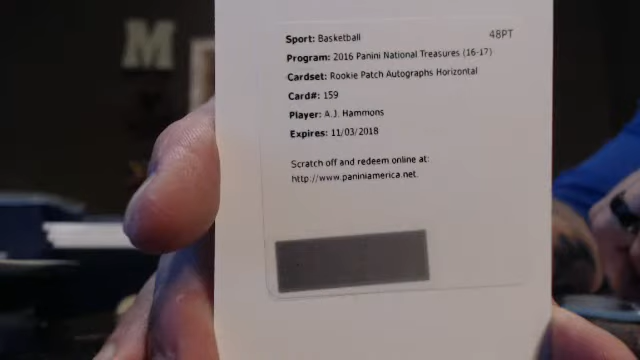 M
Sport: Basketball 48PT
Program: 2016 Panini National Treasures (16-17)
Cardset: Rookie Patch Autographs Horizontal
Card#: 159
Player: A.J. Hammons
Expires: 11/03/2018
Scratch off and redeem online at:
http://www.paniniamerica.net.